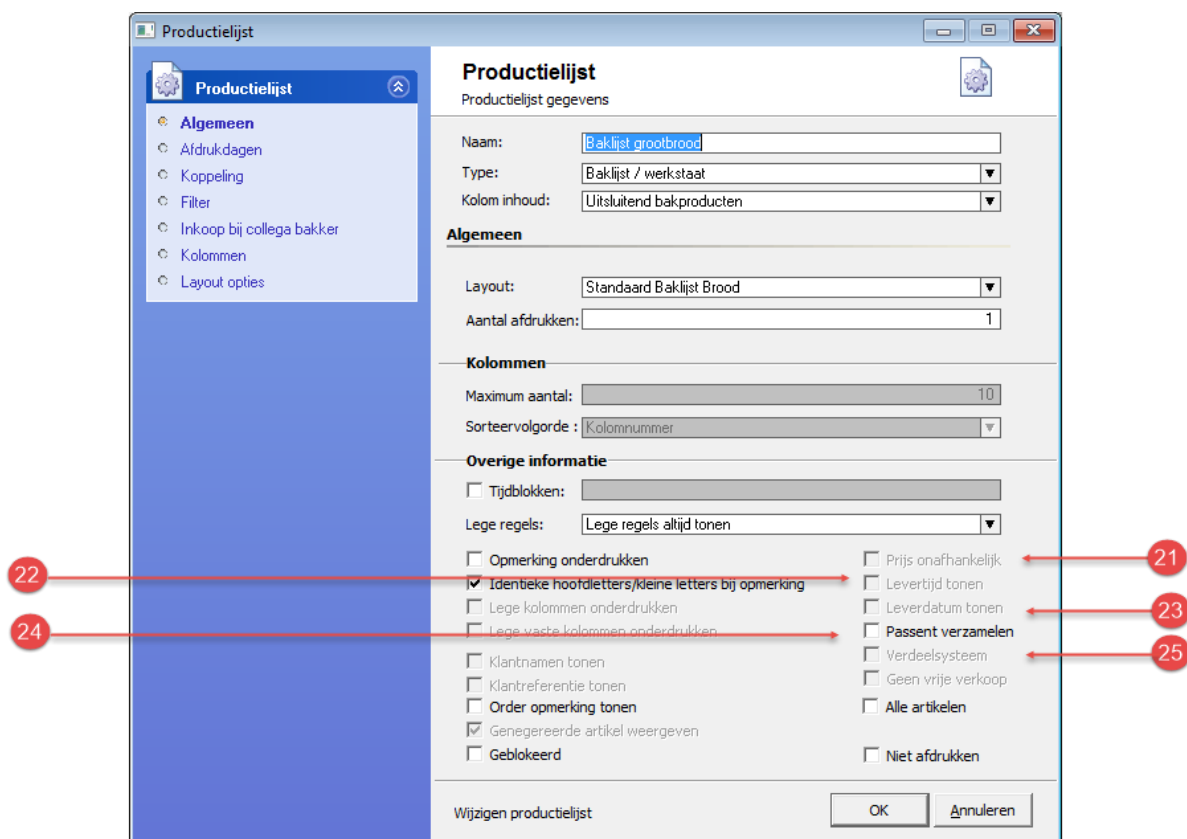 Productielijst
Productielijst
Algemeen
Afdrukdagen
Koppeling
Filter
Inkoop bij collega bakker
Kolommen
Layout opties
Productielijst
Productielijst gegevens
Naam: Baklijst grootbrood
Type: Baklijst / werkstaat
Kolom inhoud: Uitsluitend bakproducten
Algemeen
Layout: Standaard Baklijst Brood
Aantal afdrukken: 1
Kolommen
Maximum aantal: 10
Sorteervolgorde : Kolomnummer
Overige informatie
Tijdblokken:
Lege regels: Lege regels altijd tonen
Opmerking onderdrukken Prijs onafhankelijk 21
22 Identieke hoofdletters/kleine letters bij opmerking Levertijd tonen
Lege kolommen onderdrukken Leverdatum tonen 23
24 Lege vaste kolommen onderdrukken Passent verzamelen
Klantnamen tonen Verdeelsysteem 25
Klantreferentie tonen Geen vrije verkoop
Order opmerking tonen Alle artikelen
Genegereerde artikel weergeven
Geblokeerd Niet afdrukken
Wijzigen productielijst OK Annuleren